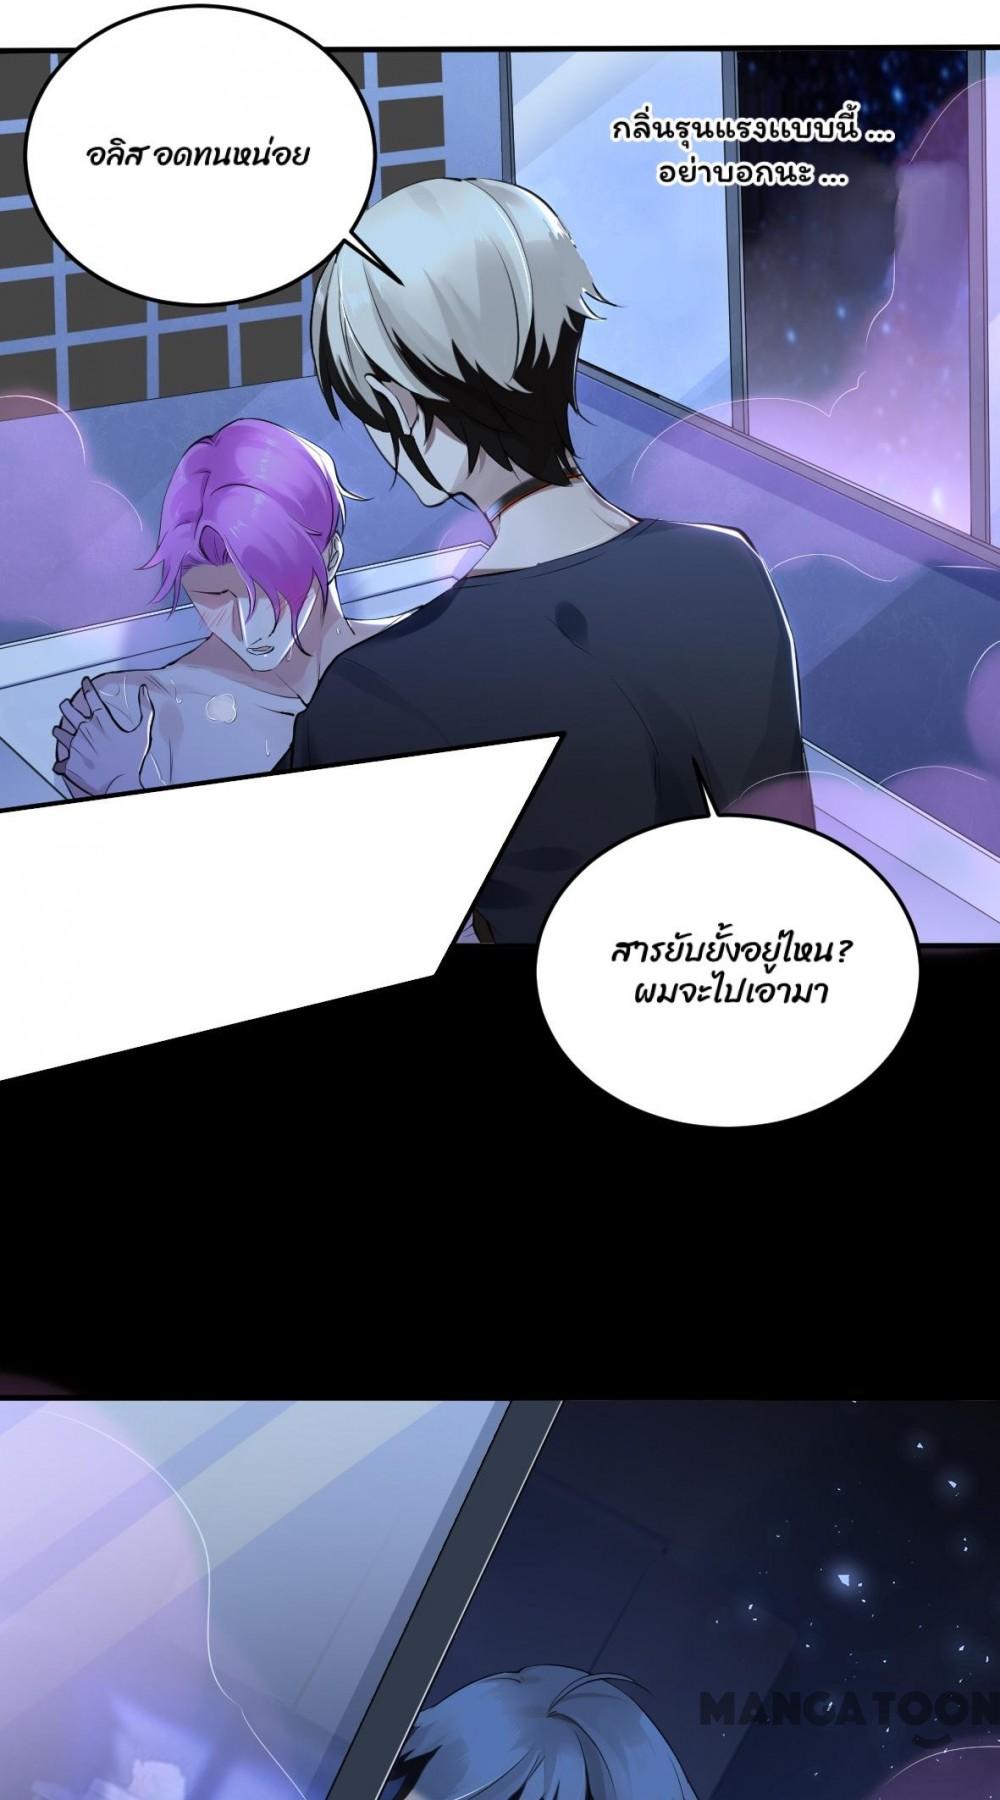 อลิส อดทนหน่อย
กลิ่นรุนแรงแบบนี้ ...
อย่าบอกนะ ...
สารยับยั้งอยู่ไหน?
ผมจะไปเอามา
MANGATOON